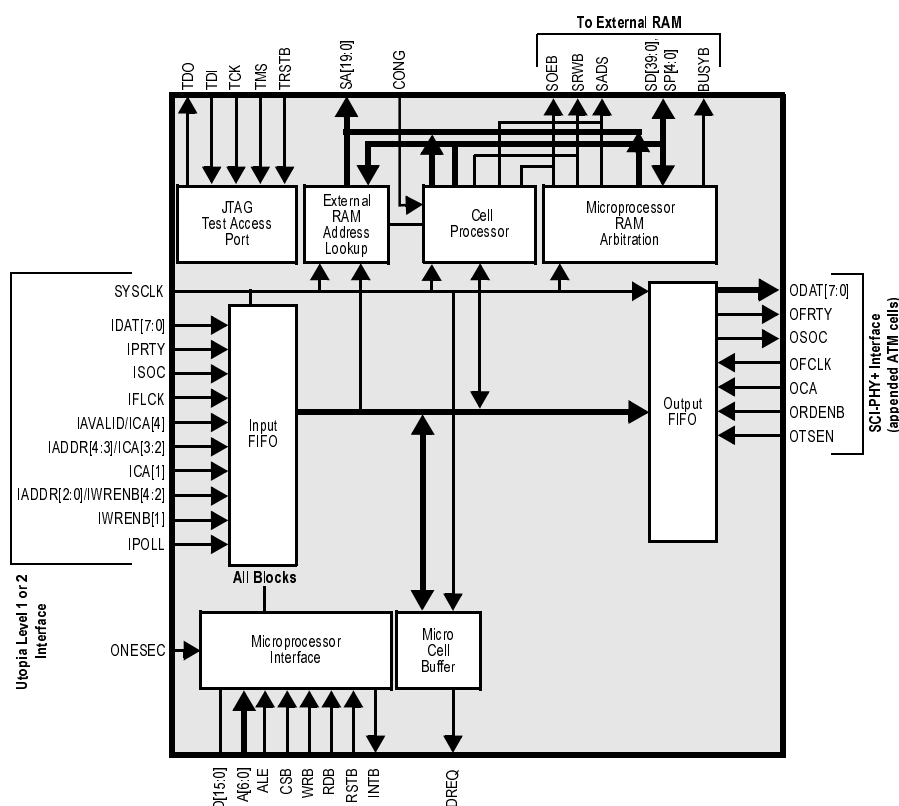 To External RAM
TDO
TDI
TCK
TMS
TRSTB
SA[19:0]
CONG
SOEB
SRWB
SADS
SD[39:0],
SP[4:0]
BUSYB
JTAG
Test Access
Port
External
RAM
Address
Lookup
Cell
Processor
Microprocessor
RAM
Arbitration
SYSCLK
IDAT[7:0]
IPRTY
ISOC
IFLCK
IAVALID/ICA[4]
IADDR[4:3]/ICA[3:2]
ICA[1]
IADDR[2:0]/IWRENB[4:2]
IWRENB[1]
IPOLL
Utopia Level 1 or 2
Interface
Input
FIFO
Output
FIFO
ODAT[7:0]
OFRTY
OSOC
OFCLK
OCA
ORDENB
OTSEN
SCI-PHY+ Interface
(appended ATM cells)
All Blocks
ONESEC
Microprocessor
Interface
Micro
Cell
Buffer
D[15:0]
A[6:0]
ALE
CSB
WRB
RDB
RSTB
INTB
DREQ